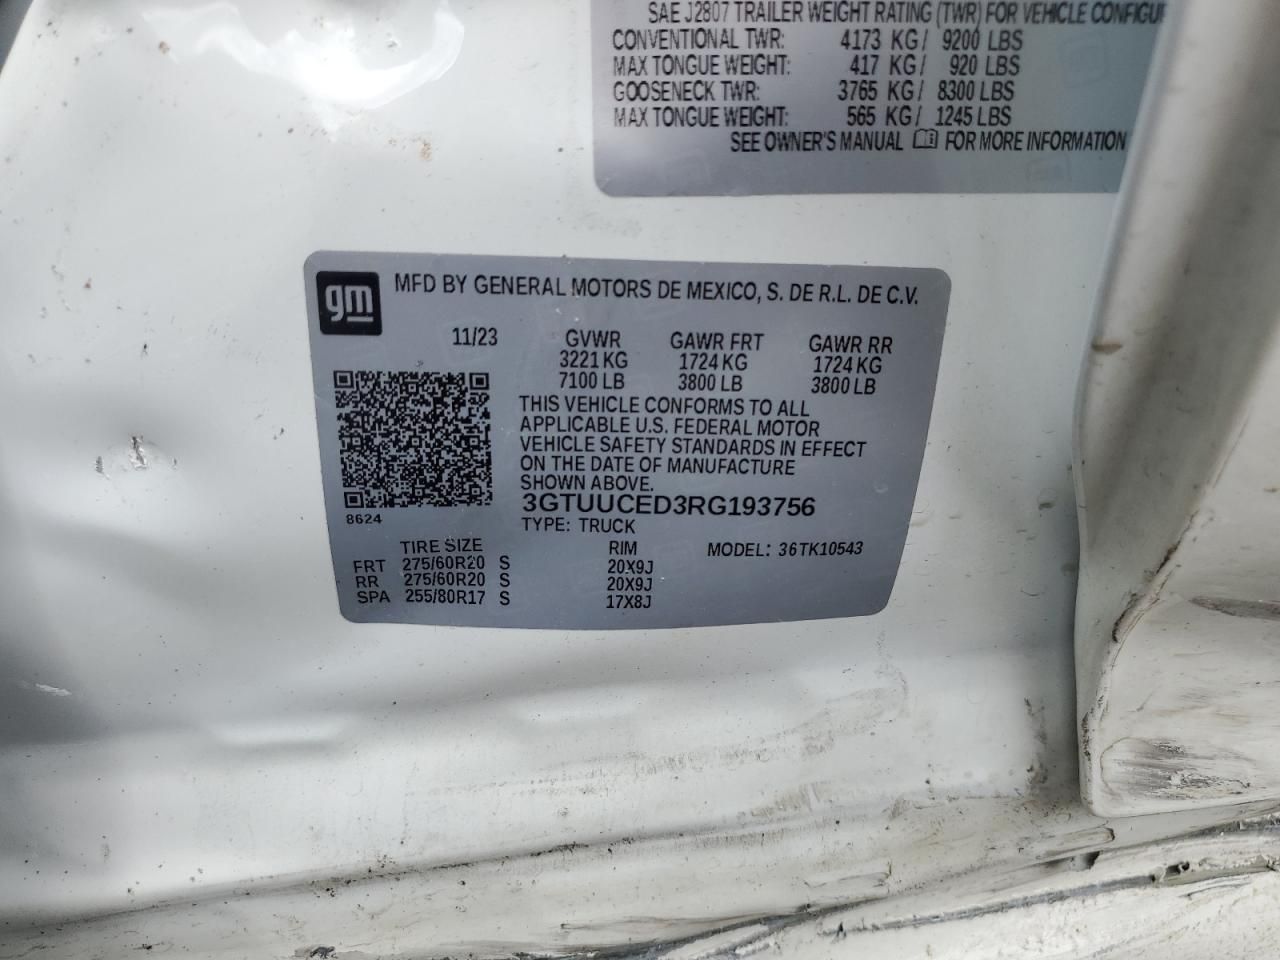 SAE J2807 TRAILER WEIGHT RATING (TWR) FOR VEHICLE
CONVENTIONAL TWR: 4173 KG/ 9200 LBS
MAX TONGUE WEIGHT: 417 KG/ 920 LBS
GOOSENECK TWR: 3765 KG/ 8300 LBS
MAX TONGUE WEIGHT: 565 KG/ 1245 LBS
SEE OWNER'S MANUAL FOR MORE INFORMATION
gm
MFD BY GENERAL MOTORS DE MEXICO, S. DE R.L. DE C.V.
11/23 GVWR GAWR FRT GAWR RR
3221 KG 1724 KG 1724 KG
7100 LB 3800 LB 3800 LB
THIS VEHICLE CONFORMS TO ALL
APPLICABLE U.S. FEDERAL MOTOR
VEHICLE SAFETY STANDARDS IN EFFECT
ON THE DATE OF MANUFACTURE
SHOWN ABOVE.
3GTUUCED3RG193756
8624
TYPE: TRUCK
TIRE SIZE RIM MODEL: 36TK10543
FRT 275/60R20 S 20X9J
RR 275/60R20 S 20X9J
SPA 255/80R17 S 17X8J